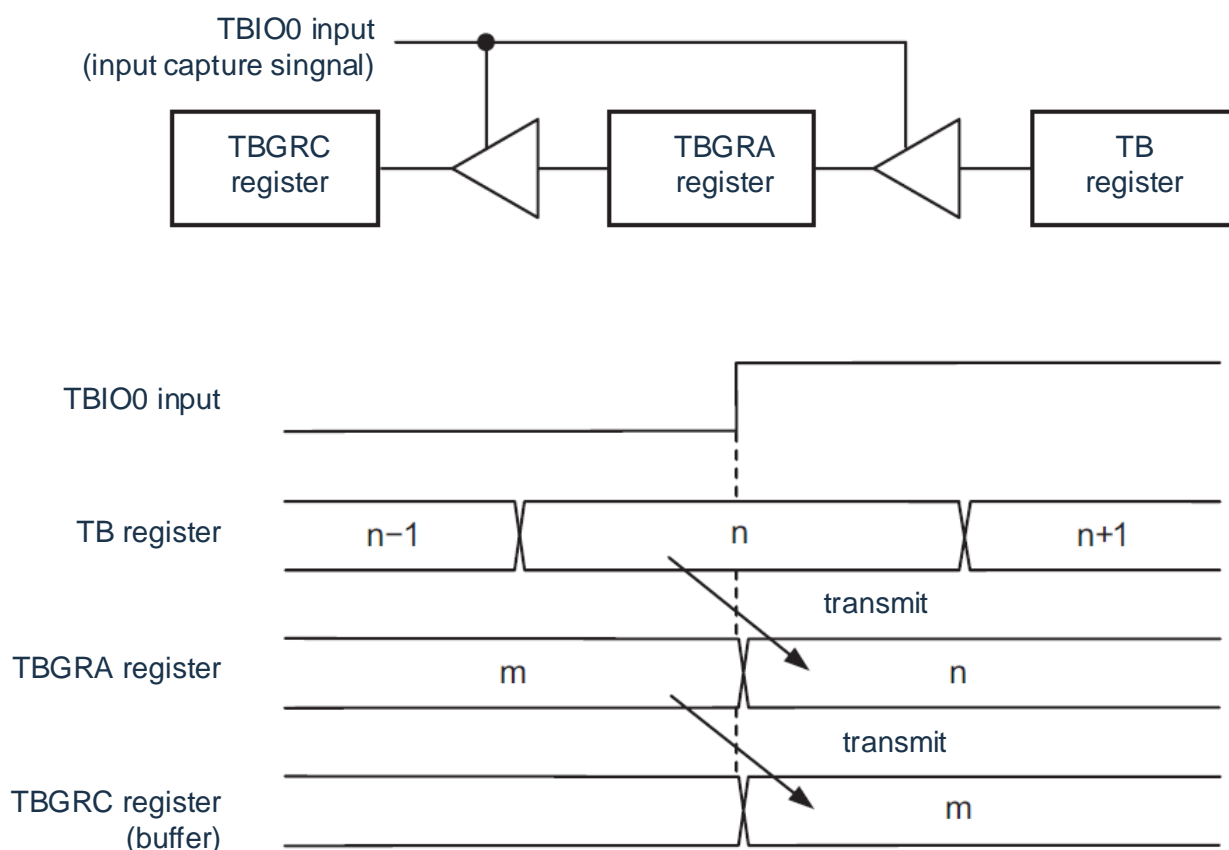 TBIO0 input
(input capture singnal)
TBGRC
register
TBGRA
register
TB
register
TBIO0 input
TB register
n−1
n
n+1
transmit
TBGRA register
m
n
transmit
TBGRC register
(buffer)
m